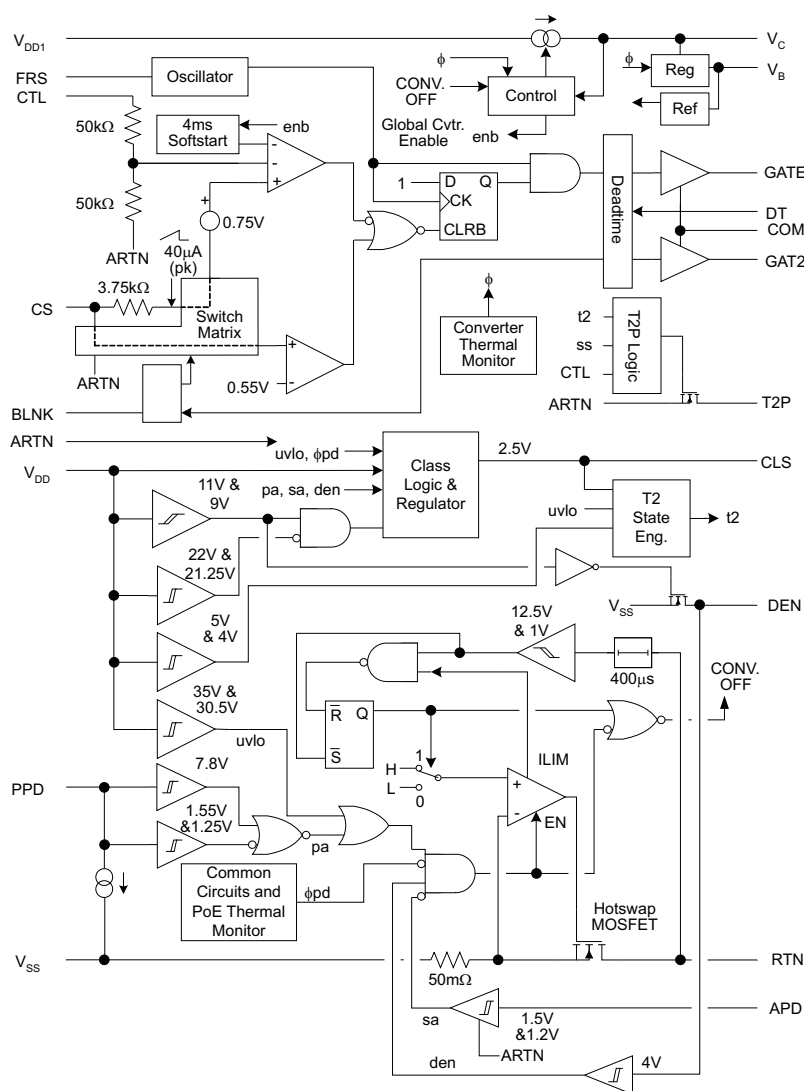 V_DD1
V_C
FRS
Oscillator
ϕ
ϕ
Reg
V_B
CTL
CONV.
OFF
Control
Ref
50kΩ
4ms
Softstart
enb
Global Cvtr.
Enable
enb
-
-
+
1
D
Q
CK
CLRB
Deadtime
GATE
50kΩ
+
0.75V
DT
COM
ARTN
40μA
(pk)
GAT2
3.75kΩ
ϕ
CS
Switch
Matrix
Converter
Thermal
Monitor
t2
ss
CTL
T2P Logic
+
-
ARTN
0.55V
BLNK
ARTN
T2P
ARTN
uvlo, ϕpd
V_DD
Class
Logic &
Regulator
2.5V
CLS
pa, sa, den
11V &
9V
T2
State
Eng.
uvlo
t2
22V &
21.25V
V_SS
DEN
5V
& 4V
12.5V
& 1V
400μs
CONV.
OFF
35V &
30.5V
uvlo
R
Q
S
1
H
L
0
ILIM
+
-
EN
PPD
7.8V
1.55V
&1.25V
pa
Common
Circuits and
PoE Thermal
Monitor
ϕpd
Hotswap
MOSFET
V_SS
50mΩ
RTN
sa
1.5V
&1.2V
APD
ARTN
den
4V